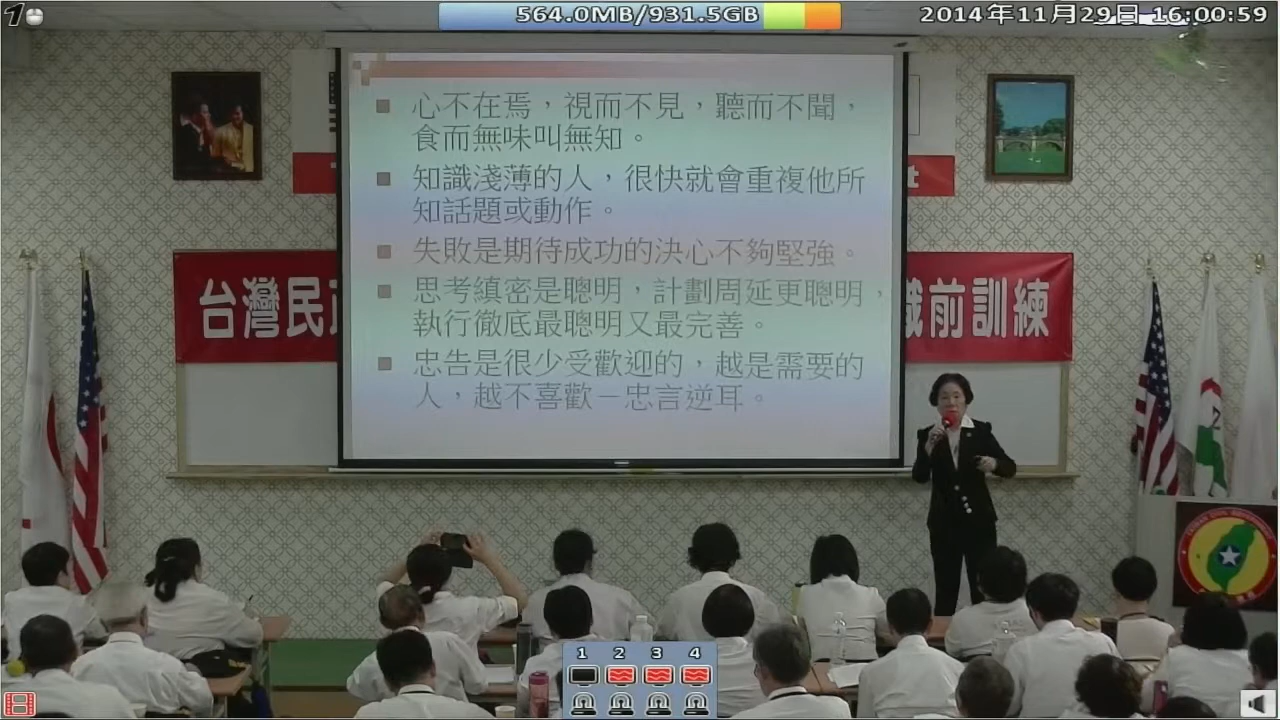 1
564.0MB/931.5GB
2014年11月29日 16:00:59
心不在焉，視而不見，聽而不聞，
食而無味叫無知。
知識淺薄的人，很快就會重複他所
知話題或動作。
失敗是期待成功的決心不夠堅強。
思考縝密是聰明，計劃周延更聰明，
執行徹底最聰明又最完善。
忠告是很少受歡迎的，越是需要的
人，越不喜歡－忠言逆耳。
t
台灣民政
職前訓練
1 2 3 4